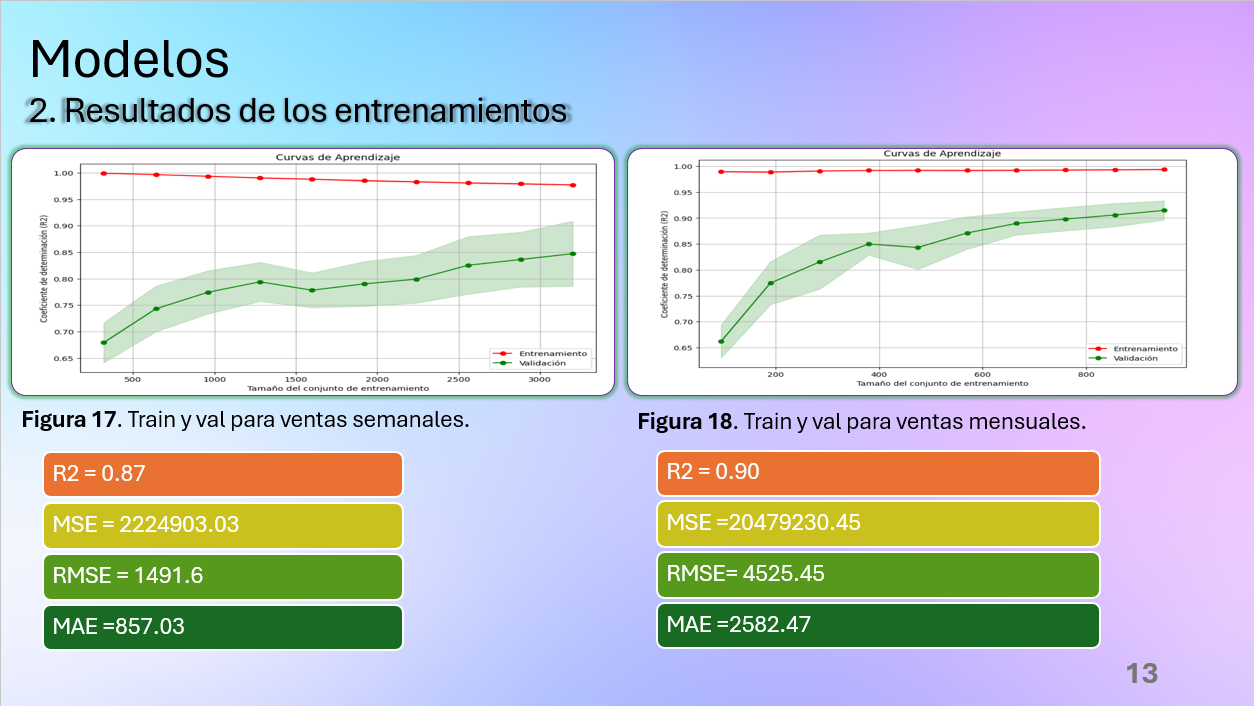 Modelos
2. Resultados de los entrenamientos
Curvas de Aprendizaje
Coeficiente de determinación (R2)
1.00
0.95
0.90
0.85
0.80
0.75
0.70
0.65
500
1000
1500
2000
2500
3000
Tamaño del conjunto de entrenamiento
Entrenamiento
Validación
Curvas de Aprendizaje
Coeficiente de determinación (R2)
1.00
0.95
0.90
0.85
0.80
0.75
0.70
0.65
200
400
600
800
Tamaño del conjunto de entrenamiento
Entrenamiento
Validación
Figura 17. Train y val para ventas semanales.
Figura 18. Train y val para ventas mensuales.
R2 = 0.87
MSE = 2224903.03
RMSE = 1491.6
MAE =857.03
R2 = 0.90
MSE =20479230.45
RMSE= 4525.45
MAE =2582.47
13